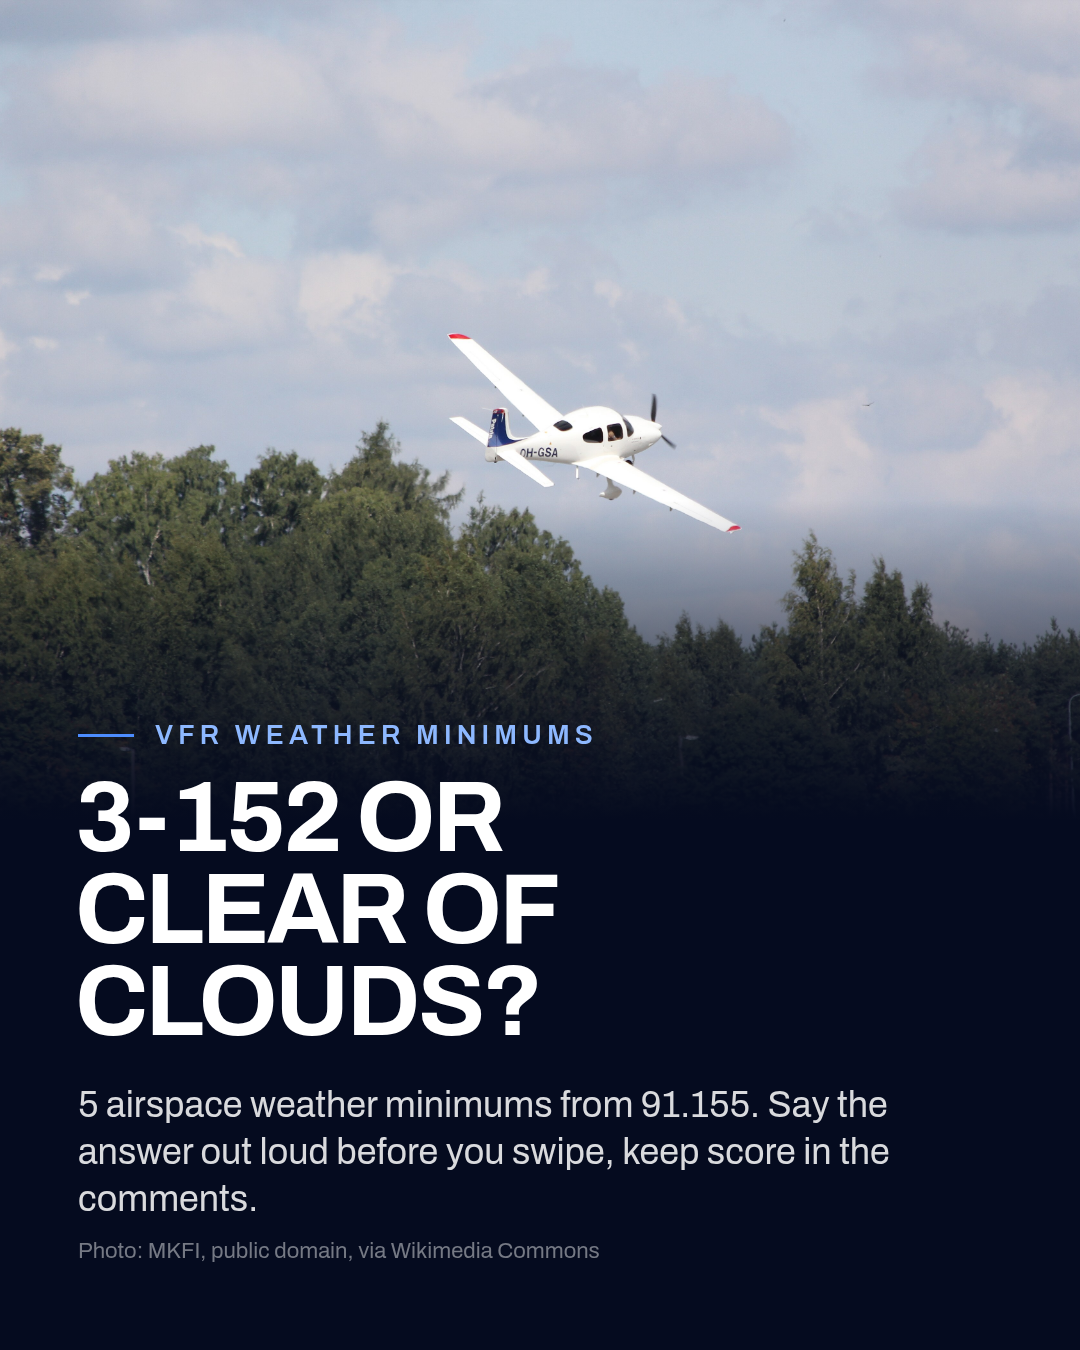 OH-GSA
VFR WEATHER MINIMUMS
3-152 OR
CLEAR OF
CLOUDS?
5 airspace weather minimums from 91.155. Say the
answer out loud before you swipe, keep score in the
comments.
Photo: MKFI, public domain, via Wikimedia Commons